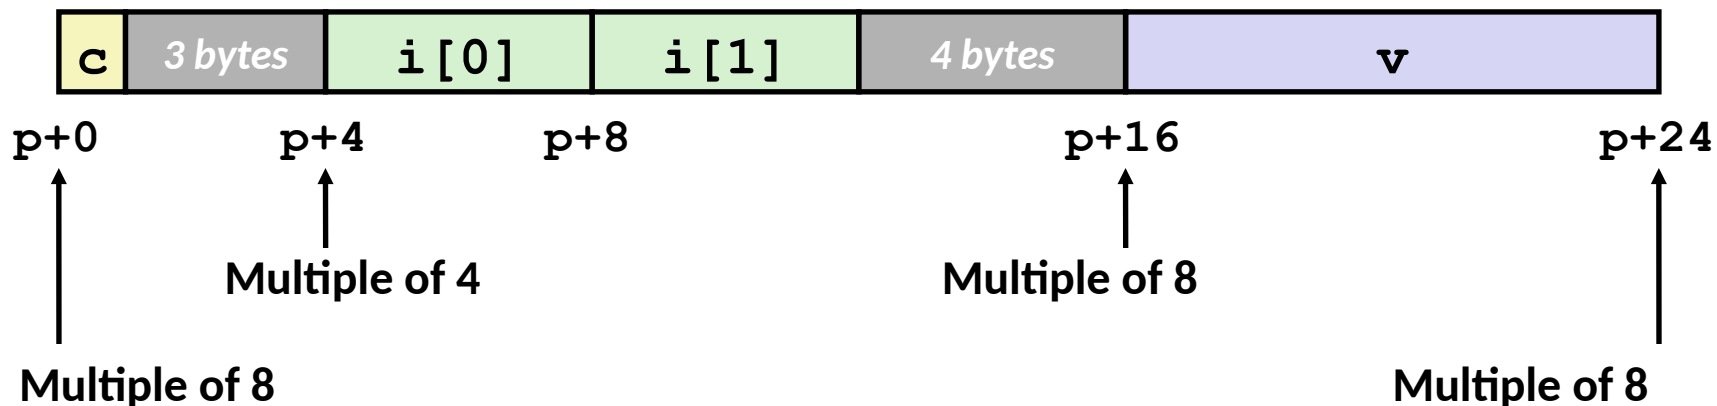 c 3 bytes i[0] i[1] 4 bytes v
p+0 p+4 p+8 p+16 p+24
Multiple of 4 Multiple of 8
Multiple of 8 Multiple of 8